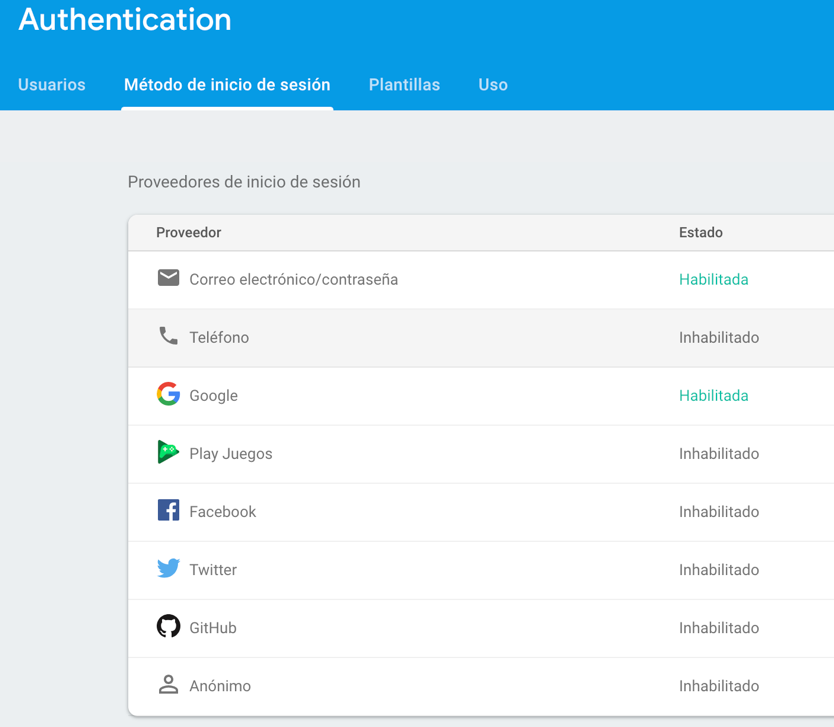 Authentication
Usuarios Método de inicio de sesión Plantillas Uso
Proveedores de inicio de sesión
Proveedor Estado
Correo electrónico/contraseña Habilitada
Teléfono Inhabilitado
Google Habilitada
Play Juegos Inhabilitado
Facebook Inhabilitado
Twitter Inhabilitado
GitHub Inhabilitado
Anónimo Inhabilitado